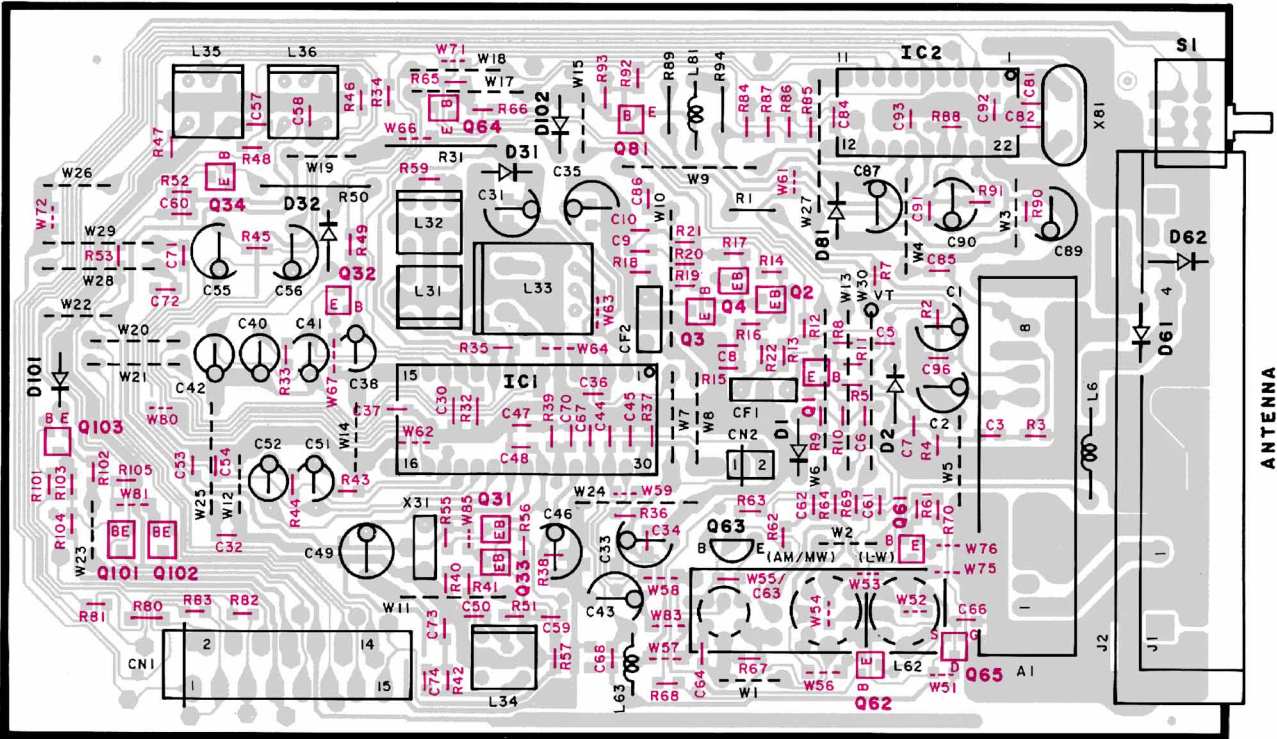 L35
L36
W71
W18
W17
R65
W15
R93
R92
R89
L81
R94
11
IC2
1
S1
C57
C58
R46
R34
B
E
Q64
R66
D102
B
E
Q81
R84
R87
R86
R85
C84
C93
R88
C92
C81
C82
12
22
X81
R47
R48
W66
R31
D31
W26
R52
C60
B
E
Q34
W19
R50
R59
C31
C35
C86
W9
W61
W27
C87
R91
W72
D32
L32
C10
W10
R1
D81
C91
C90
W3
R90
C89
D62
W29
R53
W28
C71
R45
R49
C9
R18
R21
R20
R19
R17
R14
W4
C85
C55
C56
Q32
E
B
L31
L33
W63
CF2
B
E
Q4
EB
EB
Q2
W13
W30
R7
VT
C1
4
C72
W22
Q3
R16
R12
R8
C5
R2
8
D61
W20
W21
C42
C40
C41
R33
W67
C38
R35
W64
C8
R22
R13
R11
C96
D101
15
IC1
1
R15
CF1
E
B
Q1
R5
D2
C2
L6
ANTENNA
W80
C37
C30
R32
C47
R39
C70
C67
C36
C44
C45
R37
W7
W8
CN2
D1
R9
R10
C6
C7
R4
C3
R3
B
E
Q103
W14
W62
C48
16
30
1
2
W6
W5
R101
R103
R102
R105
C53
C54
C52
C51
R43
R44
W81
W25
W12
X31
W24
W59
R63
C62
R64
R69
C61
Q61
R61
R70
R104
W23
BE
BE
Q101
Q102
C32
C49
R55
W85
Q31
EB
EB
Q33
R56
R38
C46
R36
C34
C33
Q63
B
E
R62
(AM/MW)
W2
(LW)
B
E
W76
W75
R40
R41
W58
W55/
C63
W53
W54
W52
1
1
R81
R80
R83
R82
W11
C50
R51
C43
W83
C66
C73
C59
CN1
2
14
1
15
C74
R42
L34
R57
C68
L63
W57
R68
C64
R67
W1
W56
E
B
Q62
L62
S
G
D
Q65
W51
A1
J2
J1